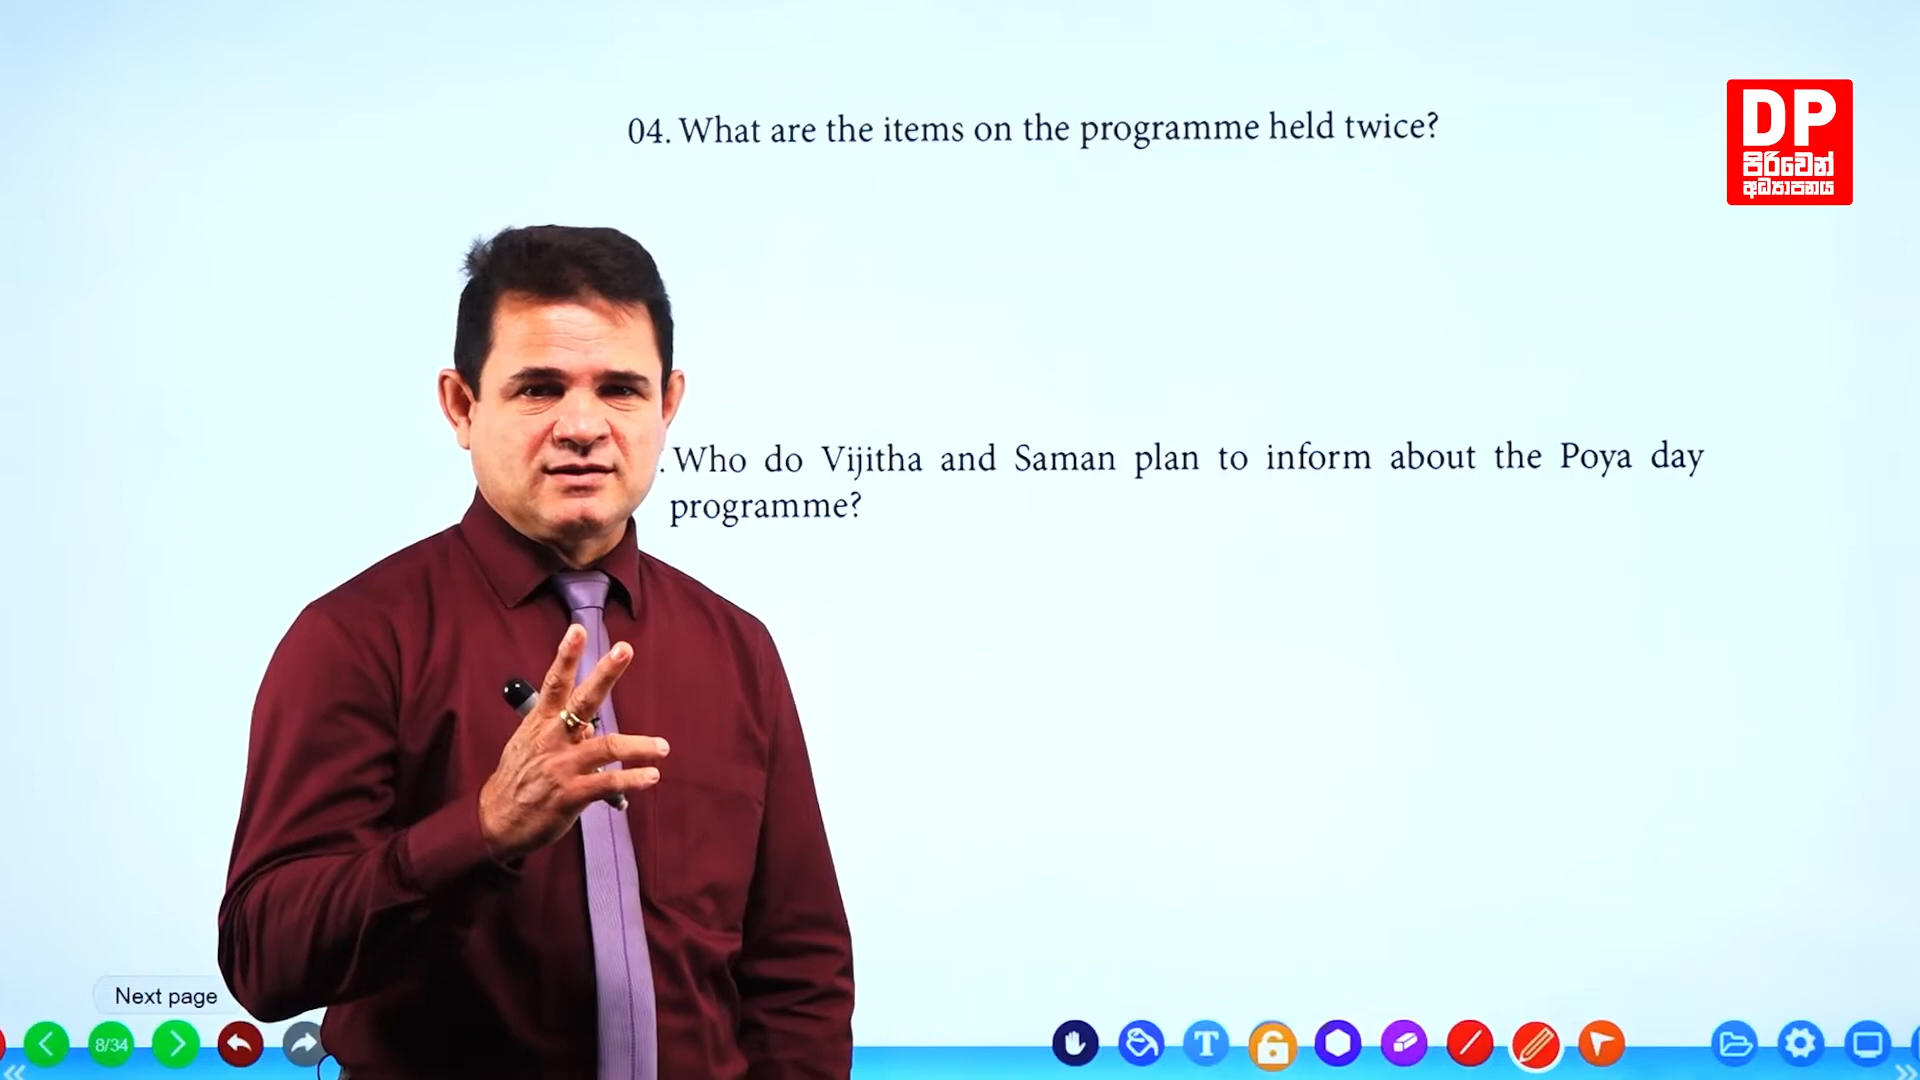 DP
පිරිවෙන්
අධ්‍යාපනය
04. What are the items on the programme held twice?
. Who do Vijitha and Saman plan to inform about the Poya day
programme?
Next page
8/34
T